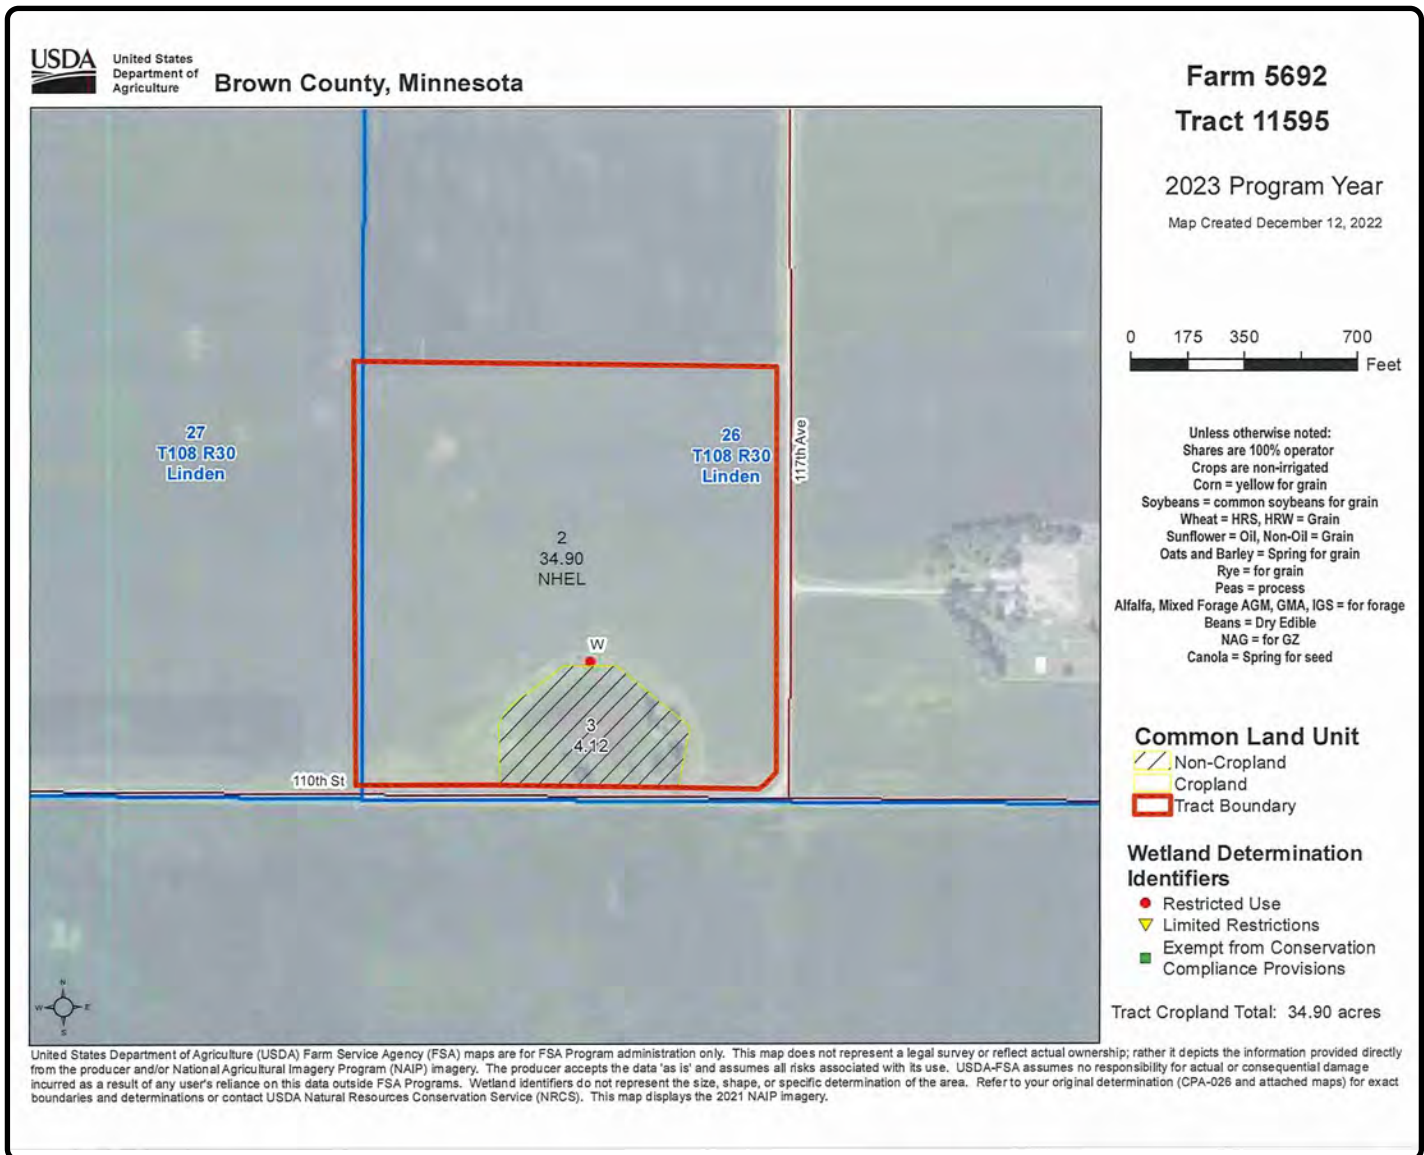 USDA
United States
Department of
Agriculture
Brown County, Minnesota
Farm 5692
Tract 11595
2023 Program Year
Map Created December 12, 2022
0 175 350 700
Feet
27
T108 R30
Linden
26
T108 R30
Linden
117th Ave
2
34.90
NHEL
W
3
4.12
110th St
N
W E
S
Unless otherwise noted:
Shares are 100% operator
Crops are non-irrigated
Corn = yellow for grain
Soybeans = common soybeans for grain
Wheat = HRS, HRW = Grain
Sunflower = Oil, Non-Oil = Grain
Oats and Barley = Spring for grain
Rye = for grain
Peas = process
Alfalfa, Mixed Forage AGM, GMA, IGS = for forage
Beans = Dry Edible
NAG = for GZ
Canola = Spring for seed
Common Land Unit
Non-Cropland
Cropland
Tract Boundary
Wetland Determination
Identifiers
Restricted Use
Limited Restrictions
Exempt from Conservation
Compliance Provisions
Tract Cropland Total: 34.90 acres
United States Department of Agriculture (USDA) Farm Service Agency (FSA) maps are for FSA Program administration only. This map does not represent a legal survey or reflect actual ownership; rather it depicts the information provided directly
from the producer and/or National Agricultural Imagery Program (NAIP) imagery. The producer accepts the data 'as is' and assumes all risks associated with its use. USDA-FSA assumes no responsibility for actual or consequential damage
incurred as a result of any user's reliance on this data outside FSA Programs. Wetland identifiers do not represent the size, shape, or specific determination of the area. Refer to your original determination (CPA-026 and attached maps) for exact
boundaries and determinations or contact USDA Natural Resources Conservation Service (NRCS). This map displays the 2021 NAIP imagery.